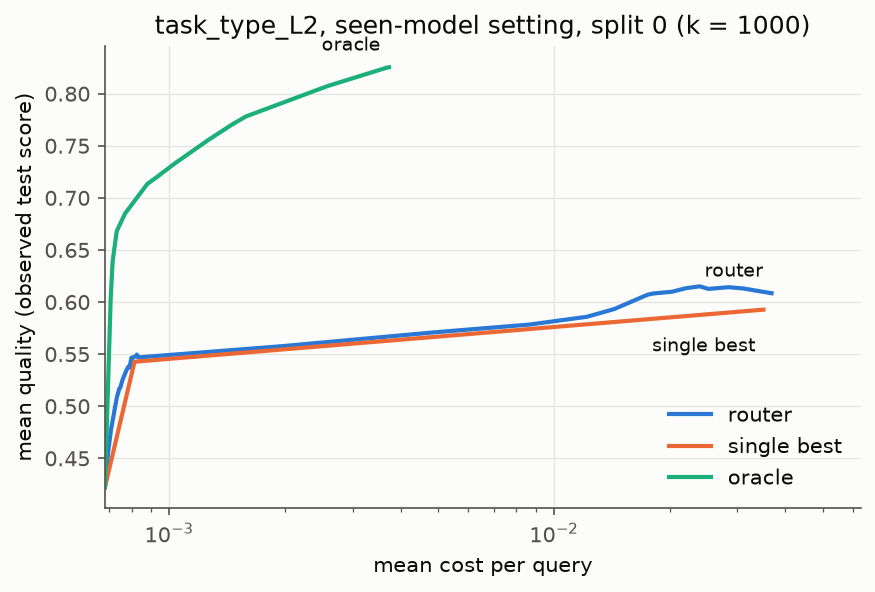 task_type_L2, seen-model setting, split 0 (k = 1000)
oracle
0.80
0.75
0.70
0.65
0.60
0.55
0.50
0.45
mean quality (observed test score)
router
single best
router
single best
oracle
10⁻³
10⁻²
mean cost per query